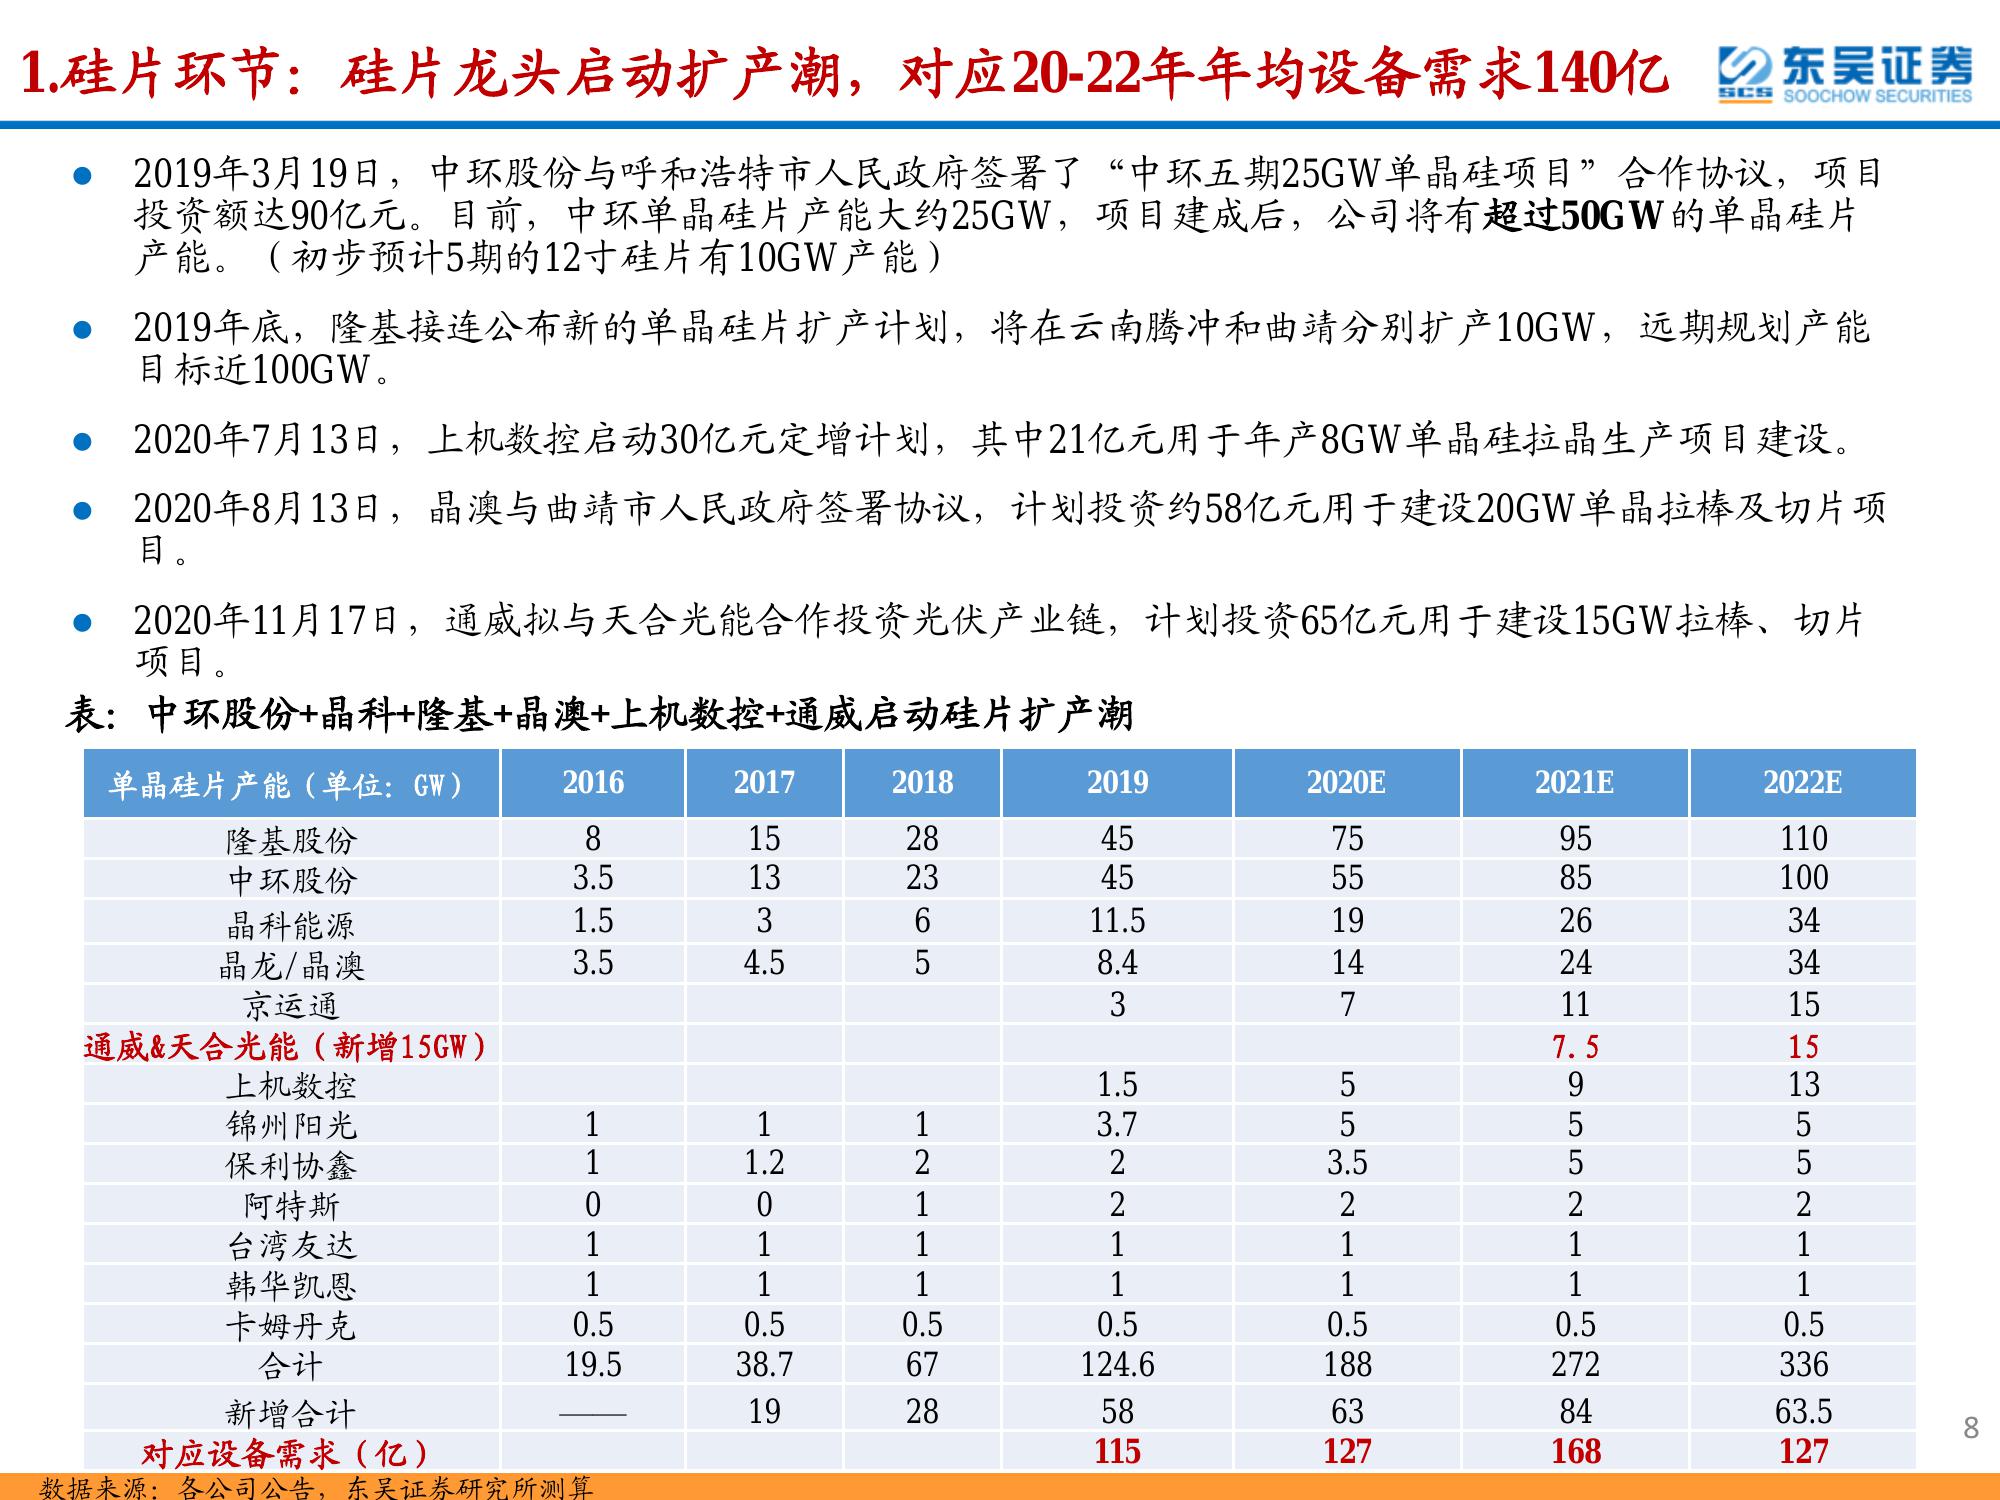 1.硅片环节：硅片龙头启动扩产潮，对应20-22年年均设备需求140亿
东吴证券
SCS SOOCHOW SECURITIES
● 2019年3月19日，中环股份与呼和浩特市人民政府签署了“中环五期25GW单晶硅项目”合作协议，项目
投资额达90亿元。目前，中环单晶硅片产能大约25GW，项目建成后，公司将有超过50GW的单晶硅片
产能。（初步预计5期的12寸硅片有10GW产能）
● 2019年底，隆基接连公布新的单晶硅片扩产计划，将在云南腾冲和曲靖分别扩产10GW，远期规划产能
目标近100GW。
● 2020年7月13日，上机数控启动30亿元定增计划，其中21亿元用于年产8GW单晶硅拉晶生产项目建设。
● 2020年8月13日，晶澳与曲靖市人民政府签署协议，计划投资约58亿元用于建设20GW单晶拉棒及切片项
目。
● 2020年11月17日，通威拟与天合光能合作投资光伏产业链，计划投资65亿元用于建设15GW拉棒、切片
项目。
表：中环股份+晶科+隆基+晶澳+上机数控+通威启动硅片扩产潮
单晶硅片产能（单位：GW） 2016 2017 2018 2019 2020E 2021E 2022E
隆基股份 8 15 28 45 75 95 110
中环股份 3.5 13 23 45 55 85 100
晶科能源 1.5 3 6 11.5 19 26 34
晶龙/晶澳 3.5 4.5 5 8.4 14 24 34
京运通 3 7 11 15
通威&天合光能（新增15GW） 7.5 15
上机数控 1.5 5 9 13
锦州阳光 1 1 1 3.7 5 5 5
保利协鑫 1 1.2 2 2 3.5 5 5
阿特斯 0 0 1 2 2 2 2
台湾友达 1 1 1 1 1 1 1
韩华凯恩 1 1 1 1 1 1 1
卡姆丹克 0.5 0.5 0.5 0.5 0.5 0.5 0.5
合计 19.5 38.7 67 124.6 188 272 336
新增合计 —— 19 28 58 63 84 63.5
对应设备需求（亿） 115 127 168 127
8
数据来源：各公司公告，东吴证券研究所测算